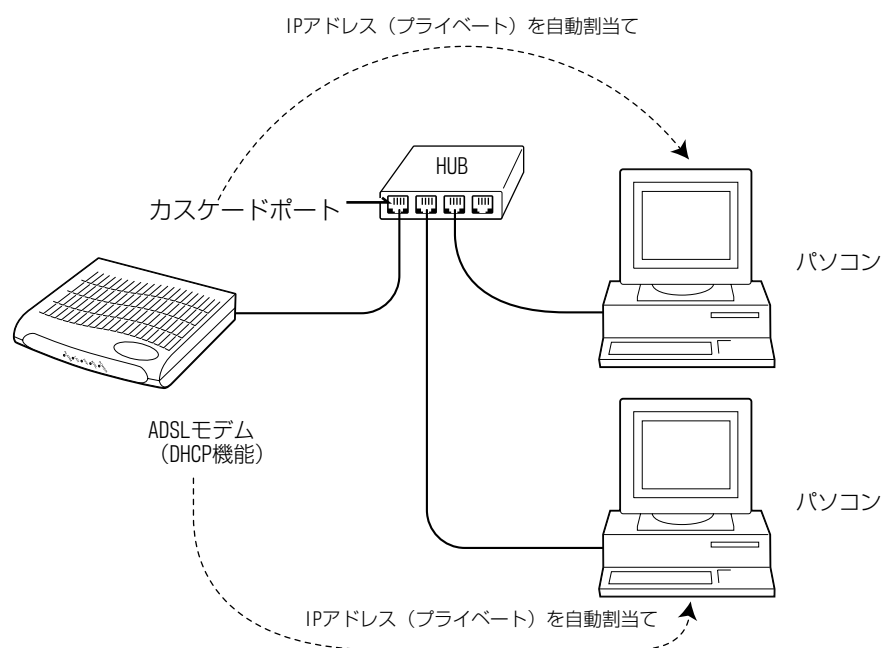 IPアドレス（プライベート）を自動割当て
HUB
カスケードポート
パソコン
ADSLモデム
（DHCP機能）
パソコン
IPアドレス（プライベート）を自動割当て